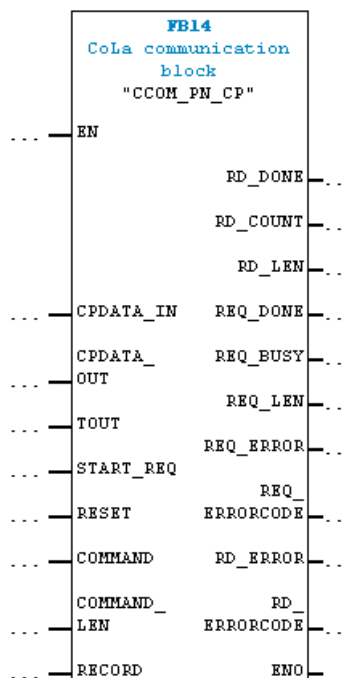 FB14
CoLa communication
block
"CCOM_PN_CP"
... EN
RD_DONE ...
RD_COUNT ...
RD_LEN ...
... CPDATA_IN REQ_DONE ...
CPDATA_ REQ_BUSY ...
... OUT
REQ_LEN ...
... TOUT
REQ_ERROR ...
... START_REQ
REQ_
... RESET ERRORCODE ...
... COMMAND RD_ERROR ...
COMMAND_ RD_
... LEN ERRORCODE ...
... RECORD ENO